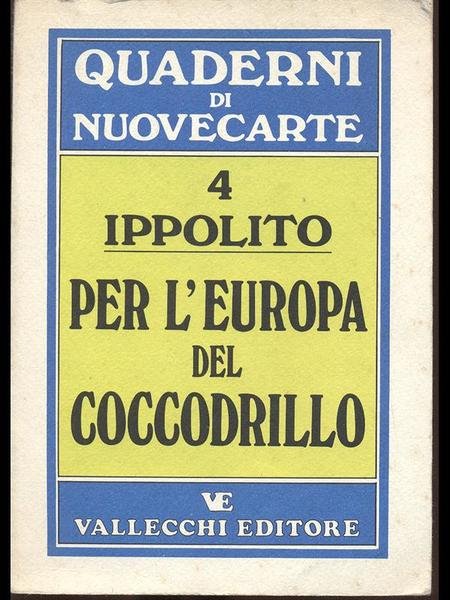 QUADERNI
DI
NUOVECARTE
4
IPPOLITO
PER L'EUROPA
DEL
COCCODRILLO
VE
VALLECCHI EDITORE